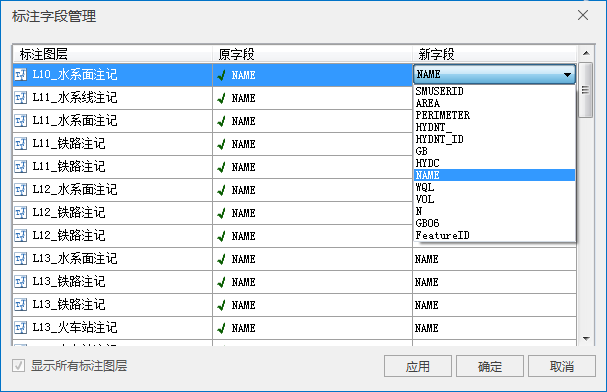 标注字段管理
标注图层 原字段 新字段
L10_水系面注记 NAME NAME
L11_水系线注记 NAME
L11_水系面注记 NAME
L11_铁路注记 NAME
L11_铁路注记 NAME
L12_水系面注记 NAME
L12_铁路注记 NAME
L12_铁路注记 NAME
SMUSERID
AREA
PERIMETER
HYDNT_
HYDNT_ID
GB
HYDC
NAME
WQL
VOL
N
GB06
FeatureID
L13_水系面注记 NAME NAME
L13_铁路注记 NAME NAME
L13_铁路注记 NAME NAME
L13_火车站注记 NAME NAME
显示所有标注图层
应用 确定 取消